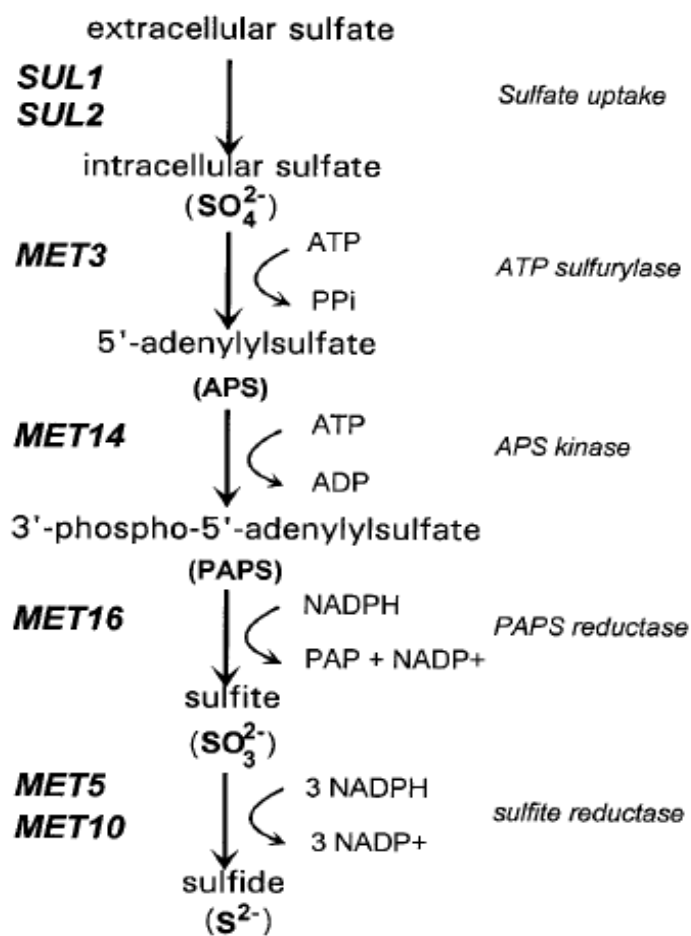 extracellular sulfate
SUL1
SUL2
Sulfate uptake
intracellular sulfate
(SO₄²⁻)
MET3
ATP
PPi
ATP sulfurylase
5'-adenylylsulfate
(APS)
MET14
ATP
ADP
APS kinase
3'-phospho-5'-adenylylsulfate
(PAPS)
MET16
NADPH
PAP + NADP+
PAPS reductase
sulfite
(SO₃²⁻)
MET5
MET10
3 NADPH
3 NADP+
sulfite reductase
sulfide
(S²⁻)